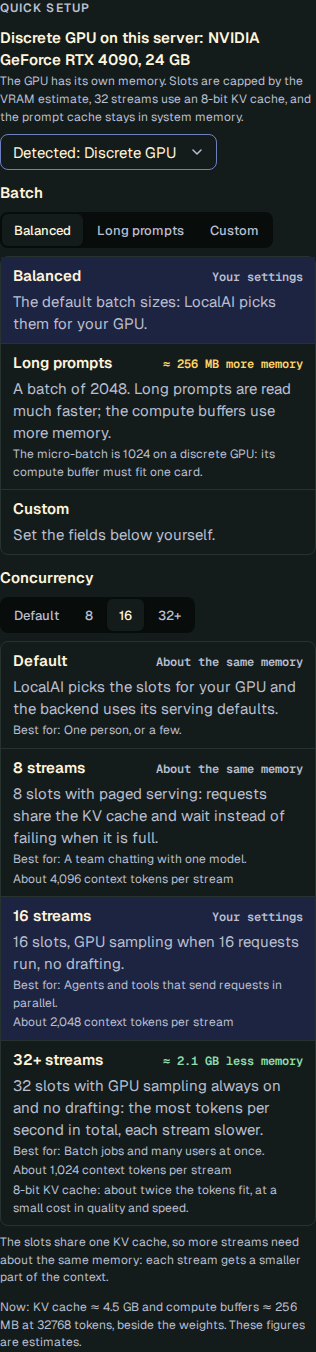 QUICK SETUP
Discrete GPU on this server: NVIDIA
GeForce RTX 4090, 24 GB
The GPU has its own memory. Slots are capped by the
VRAM estimate, 32 streams use an 8-bit KV cache, and
the prompt cache stays in system memory.
Detected: Discrete GPU
Batch
Balanced Long prompts Custom
Balanced Your settings
The default batch sizes: LocalAI picks
them for your GPU.
Long prompts ≈ 256 MB more memory
A batch of 2048. Long prompts are read
much faster; the compute buffers use
more memory.
The micro-batch is 1024 on a discrete GPU: its
compute buffer must fit one card.
Custom
Set the fields below yourself.
Concurrency
Default 8 16 32+
Default About the same memory
LocalAI picks the slots for your GPU and
the backend uses its serving defaults.
Best for: One person, or a few.
8 streams About the same memory
8 slots with paged serving: requests
share the KV cache and wait instead of
failing when it is full.
Best for: A team chatting with one model.
About 4,096 context tokens per stream
16 streams Your settings
16 slots, GPU sampling when 16 requests
run, no drafting.
Best for: Agents and tools that send requests in
parallel.
About 2,048 context tokens per stream
32+ streams ≈ 2.1 GB less memory
32 slots with GPU sampling always on
and no drafting: the most tokens per
second in total, each stream slower.
Best for: Batch jobs and many users at once.
About 1,024 context tokens per stream
8-bit KV cache: about twice the tokens fit, at a
small cost in quality and speed.
The slots share one KV cache, so more streams need
about the same memory: each stream gets a smaller
part of the context.
Now: KV cache ≈ 4.5 GB and compute buffers ≈ 256
MB at 32768 tokens, beside the weights. These figures
are estimates.